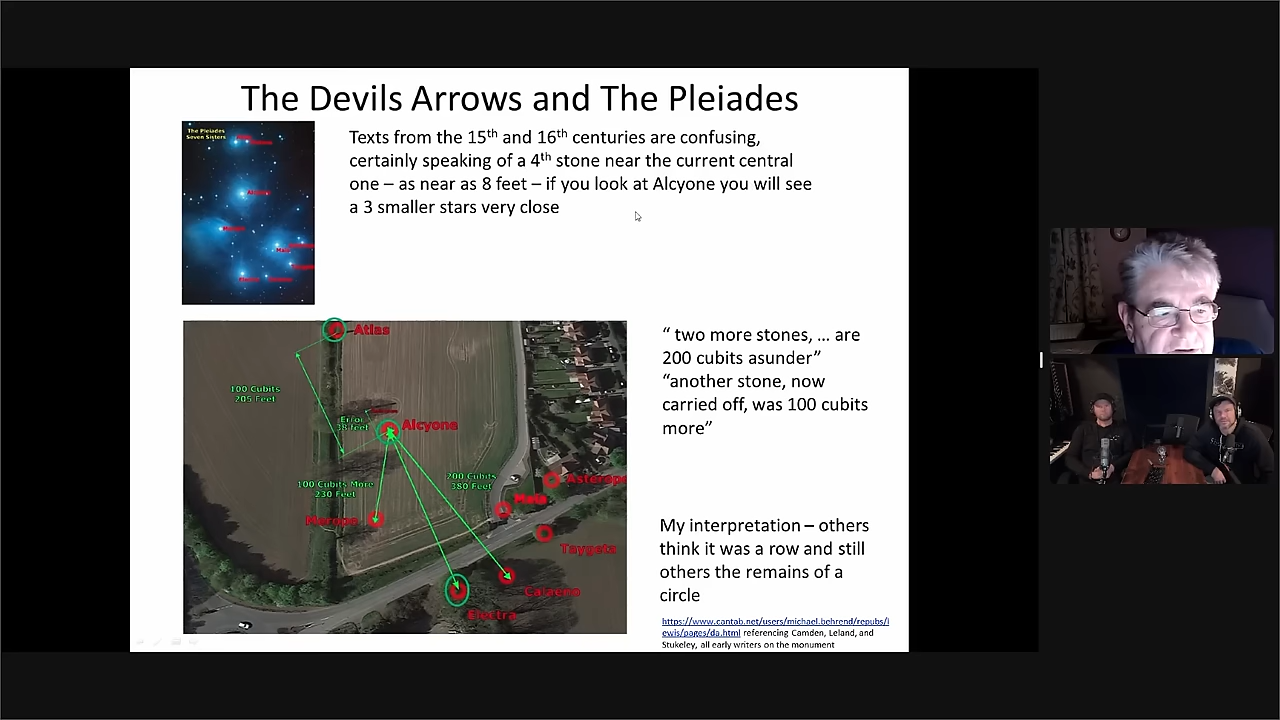 The Devils Arrows and The Pleiades
The Pleiades
Seven Sisters
Texts from the 15th and 16th centuries are confusing,
certainly speaking of a 4th stone near the current central
one – as near as 8 feet – if you look at Alcyone you will see
a 3 smaller stars very close
Atlas
100 Cubits
205 Feet
Error
38 feet
Alcyone
100 Cubits More
230 Feet
200 Cubits
380 Feet
Merope
Maia
Asterope
Taygeta
Calaeno
Electra
“ two more stones, … are
200 cubits asunder”
“another stone, now
carried off, was 100 cubits
more”
My interpretation – others
think it was a row and still
others the remains of a
circle
https://www.cantab.net/users/michael.behrend/repubs/l
ewis/pages/da.html referencing Camden, Leland, and
Stukeley, all early writers on the monument